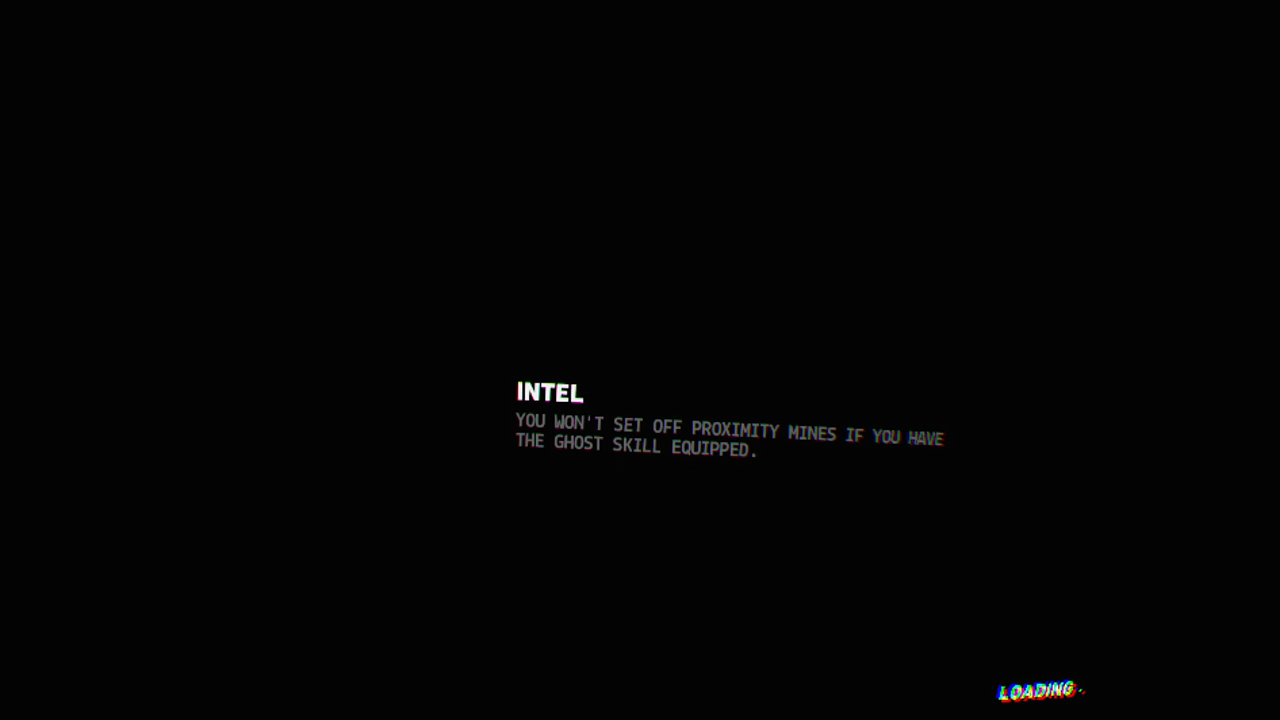 INTEL
YOU WON'T SET OFF PROXIMITY MINES IF YOU HAVE
THE GHOST SKILL EQUIPPED.
LOADING.